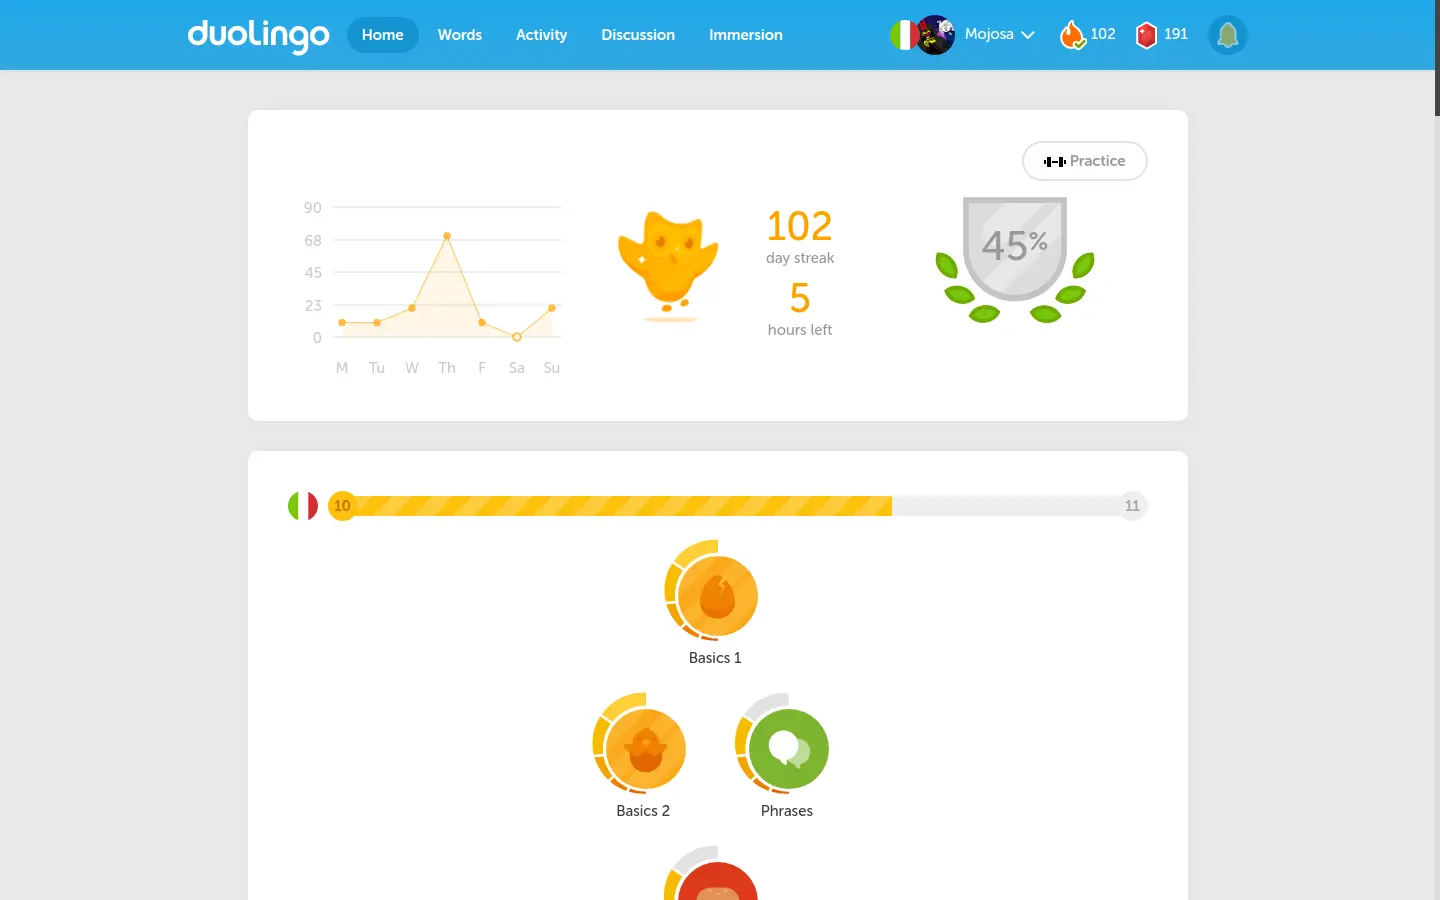 duolingo
Home
Words
Activity
Discussion
Immersion
Mojosa
102
191
Practice
90
68
45
23
0
M Tu W Th F Sa Su
102
day streak
5
hours left
45%
10
11
Basics 1
Basics 2
Phrases